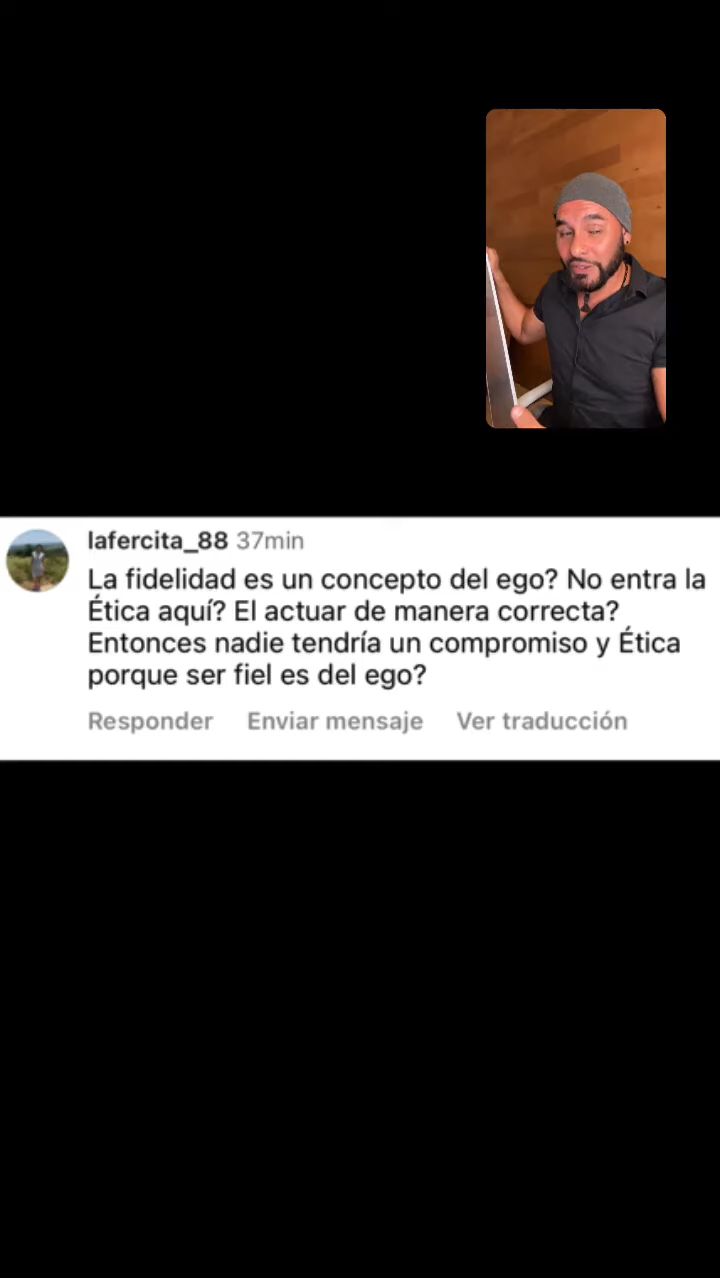 lafercita_88 37min
La fidelidad es un concepto del ego? No entra la
Ética aquí? El actuar de manera correcta?
Entonces nadie tendría un compromiso y Ética
porque ser fiel es del ego?
Responder Enviar mensaje Ver traducción